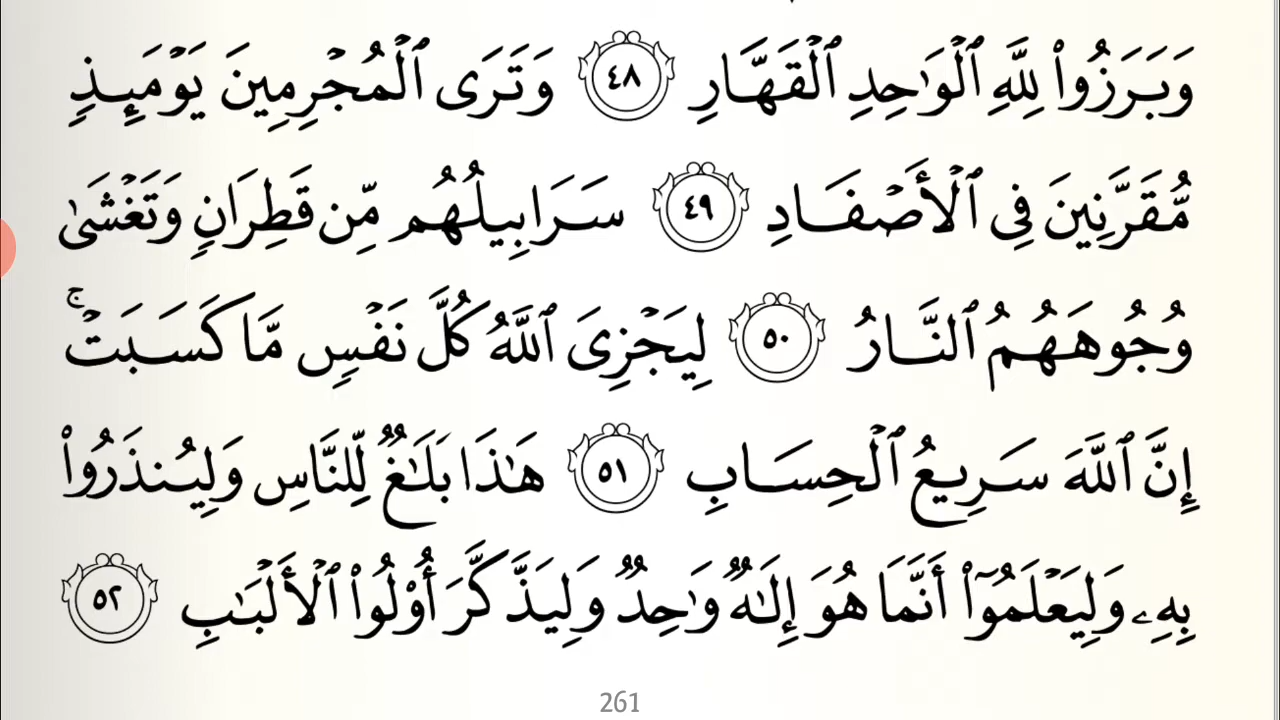 وَبَرَزُوا۟ لِلَّهِ ٱلْوَٰحِدِ ٱلْقَهَّارِ ٤٨ وَتَرَى ٱلْمُجْرِمِينَ يَوْمَئِذٍ
مُّقَرَّنِينَ فِى ٱلْأَصْفَادِ ٤٩ سَرَابِيلُهُم مِّن قَطِرَانٍ وَتَغْشَىٰ
وُجُوهَهُمُ ٱلنَّارُ ٥٠ لِيَجْزِىَ ٱللَّهُ كُلَّ نَفْسٍ مَّا كَسَبَتْ ۚ
إِنَّ ٱللَّهَ سَرِيعُ ٱلْحِسَابِ ٥١ هَٰذَا بَلَٰغٌ لِّلنَّاسِ وَلِيُنذَرُوا۟
بِهِۦ وَلِيَعْلَمُوٓا۟ أَنَّمَا هُوَ إِلَٰهٌ وَٰحِدٌ وَلِيَذَّكَّرَ أُو۟لُوا۟ ٱلْأَلْبَٰبِ ٥٢
261